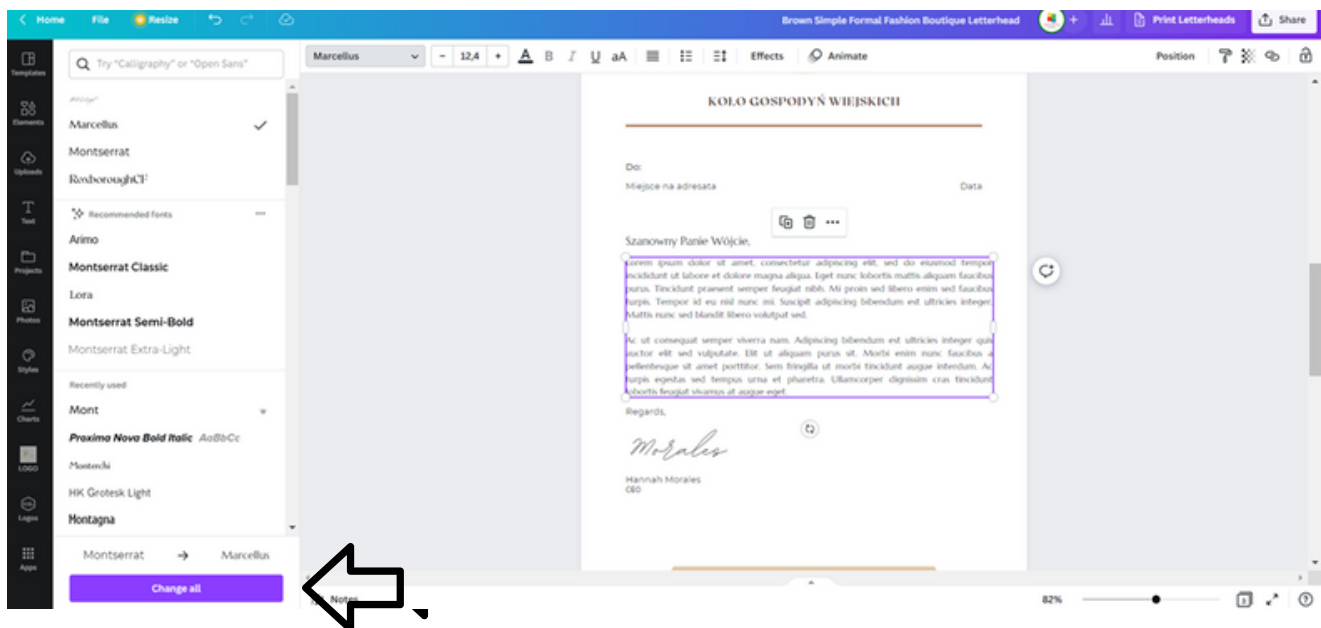 Home File Resize Brown Simple Formal Fashion Boutique Letterhead + Print Letterheads Share
Marcellus - 12,4 + A B I U aA Effects Animate Position
Templates
Elements
Uploads
Text
Projects
Photos
Styles
Charts
LOGO
Logos
Apps
Try "Calligraphy" or "Open Sans"
Marcellus
Montserrat
RoxboroughCF
Recommended fonts
Arimo
Montserrat Classic
Lora
Montserrat Semi-Bold
Montserrat Extra-Light
Recently used
Mont
Proxima Nova Bold Italic AaBbCc
Monterchi
HK Grotesk Light
Montagna
Montserrat → Marcellus
Change all
KOŁO GOSPODYŃ WIEJSKICH
Do:
Miejsce na adresata Data
Szanowny Panie Wójcie,
Lorem ipsum dolor sit amet, consectetur adipiscing elit, sed do eiusmod tempor
incididunt ut labore et dolore magna aliqua. Eget nunc lobortis mattis aliquam faucibus
purus. Tincidunt praesent semper feugiat nibh. Mi proin sed libero enim sed faucibus
turpis. Tempor id eu nisl nunc mi. Suscipit adipiscing bibendum est ultricies integer.
Mattis nunc sed blandit libero volutpat sed.
Ac ut consequat semper viverra nam. Adipiscing bibendum est ultricies integer quis
auctor elit sed vulputate. Elit ut aliquam purus sit. Morbi enim nunc faucibus a
pellentesque sit amet porttitor. Sem fringilla ut morbi tincidunt augue interdum. Ac
turpis egestas sed tempus urna et pharetra. Ullamcorper dignissim cras tincidunt
lobortis feugiat vivamus at augue eget.
Regards,
Morales
Hannah Morales
CEO
Notes 82% 3